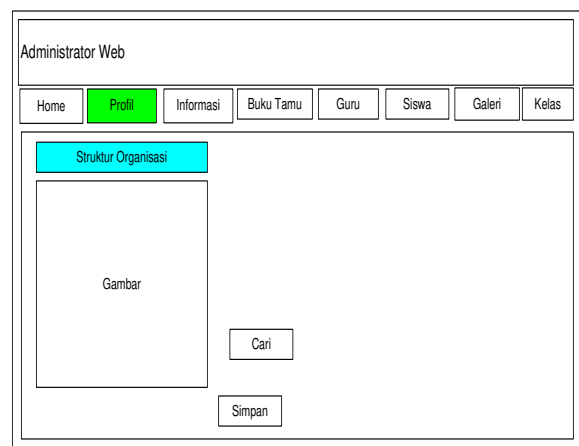 Administrator Web
Home Profil Informasi Buku Tamu Guru Siswa Galeri Kelas
Struktur Organisasi
Gambar
Cari
Simpan